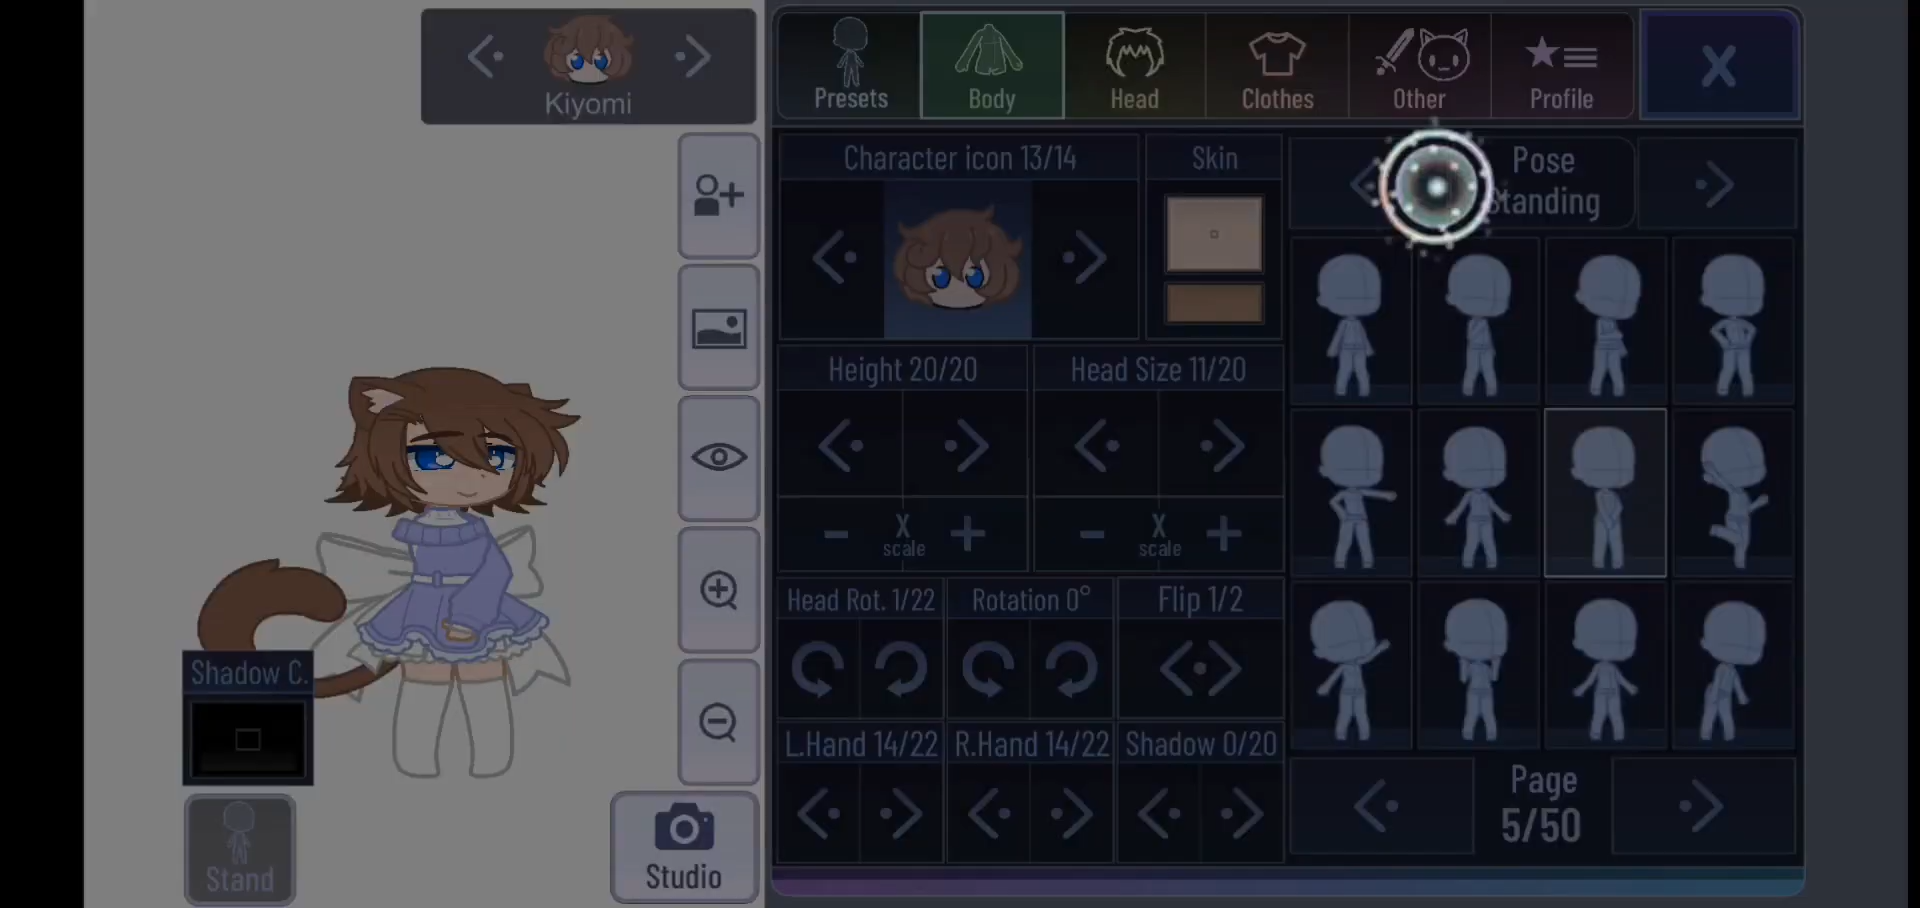 Kiyomi
Presets
Body
Head
Clothes
Other
Profile
X
Character icon 13/14
Skin
Pose
Standing
Height 20/20
Head Size 11/20
X
scale
X
scale
Head Rot. 1/22
Rotation 0°
Flip 1/2
L.Hand 14/22
R.Hand 14/22
Shadow 0/20
Page
5/50
Shadow C.
Stand
Studio